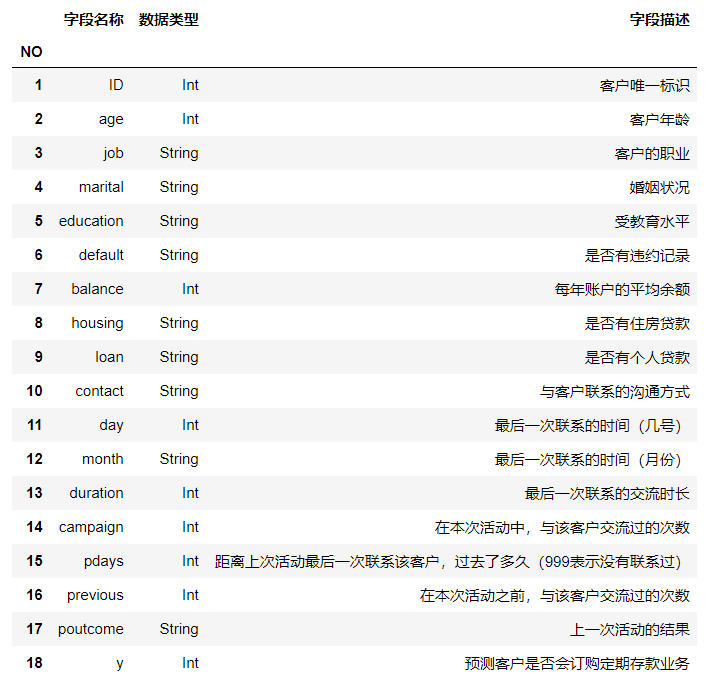 字段名称 数据类型 字段描述
NO
1 ID Int 客户唯一标识
2 age Int 客户年龄
3 job String 客户的职业
4 marital String 婚姻状况
5 education String 受教育水平
6 default String 是否有违约记录
7 balance Int 每年账户的平均余额
8 housing String 是否有住房贷款
9 loan String 是否有个人贷款
10 contact String 与客户联系的沟通方式
11 day Int 最后一次联系的时间（几号）
12 month String 最后一次联系的时间（月份）
13 duration Int 最后一次联系的交流时长
14 campaign Int 在本次活动中，与该客户交流过的次数
15 pdays Int 距离上次活动最后一次联系该客户，过去了多久（999表示没有联系过）
16 previous Int 在本次活动之前，与该客户交流过的次数
17 poutcome String 上一次活动的结果
18 y Int 预测客户是否会订购定期存款业务